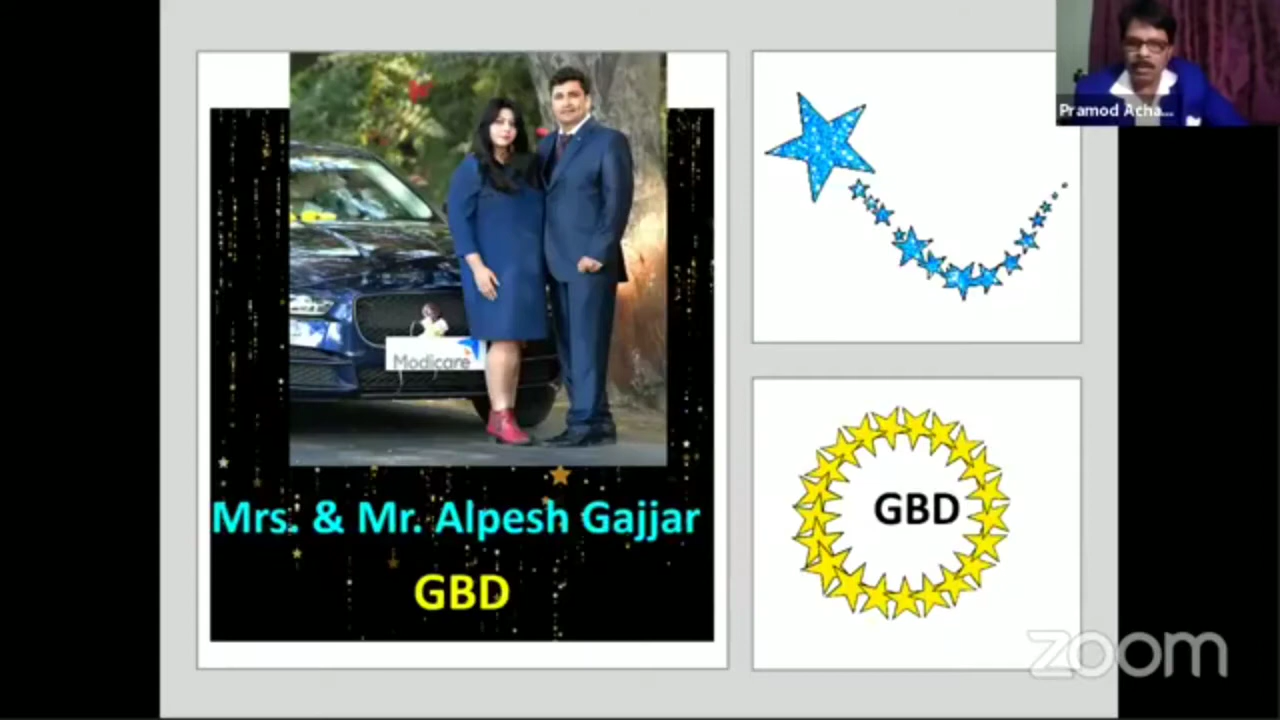 Pramod Acha...
Modicare
Mrs. & Mr. Alpesh Gajjar
GBD
GBD
zoom